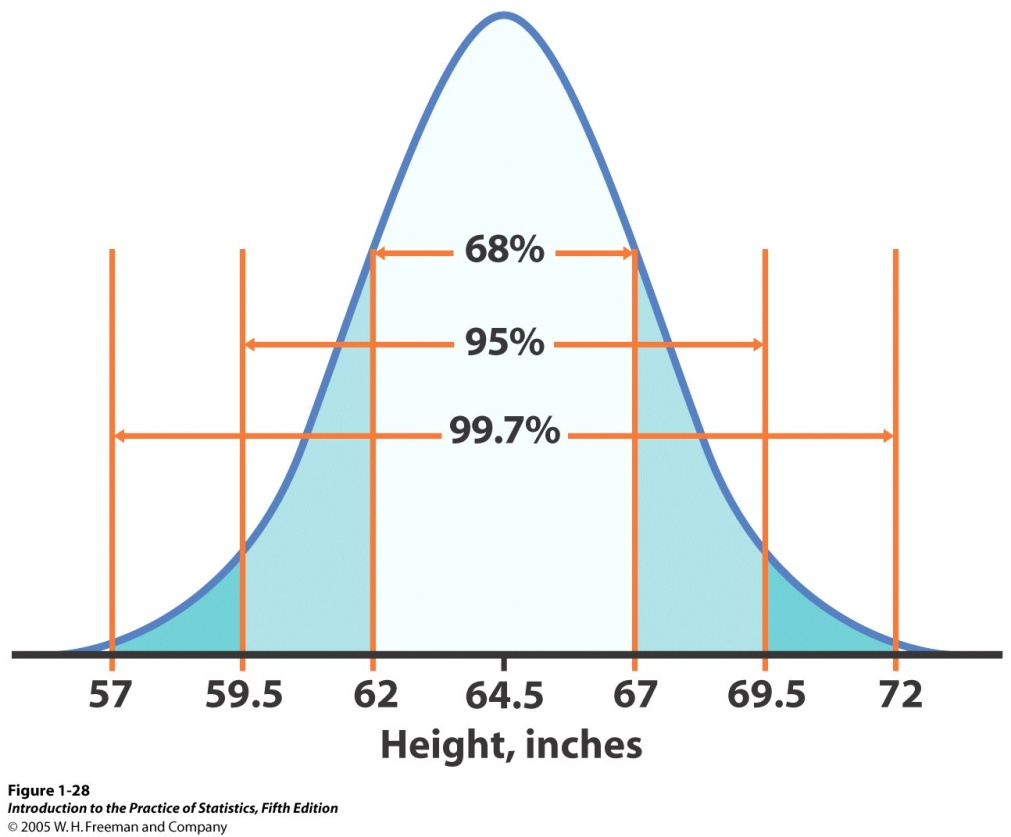 68%
95%
99.7%
57 59.5 62 64.5 67 69.5 72
Height, inches
Figure 1-28
Introduction to the Practice of Statistics, Fifth Edition
© 2005 W. H. Freeman and Company